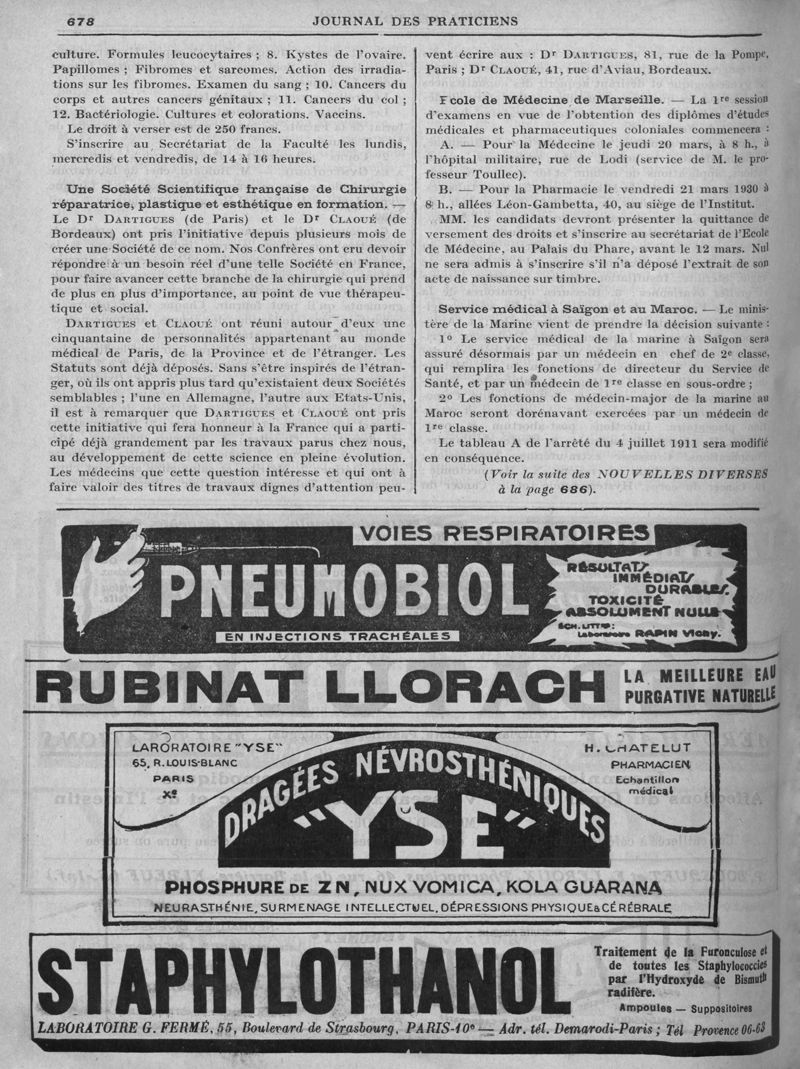 678
JOURNAL DES PRATICIENS
culture. Formules leucocytaires ; 8. Kystes de l'ovaire.
Papillomes ; Fibromes et sarcomes. Action des irradia-
tions sur les fibromes. Examen du sang ; 10. Cancers du
corps et autres cancers génitaux ; 11. Cancers du col ;
12. Bactériologie. Cultures et colorations. Vaccins.
Le droit à verser est de 250 francs.
S'inscrire au Secrétariat de la Faculté les lundis,
mercredis et vendredis, de 14 à 16 heures.
Une Société Scientifique française de Chirurgie
réparatrice, plastique et esthétique en formation. —
Le Dr DARTIGUES (de Paris) et le Dr CLAOUÉ (de
Bordeaux) ont pris l'initiative depuis plusieurs mois de
créer une Société de ce nom. Nos Confrères ont cru devoir
répondre à un besoin réel d'une telle Société en France,
pour faire avancer cette branche de la chirurgie qui prend
de plus en plus d'importance, au point de vue thérapeu-
tique et social.
DARTIGUES et CLAOUÉ ont réuni autour d'eux une
cinquantaine de personnalités appartenant au monde
médical de Paris, de la Province et de l'étranger. Les
Statuts sont déjà déposés. Sans s'être inspirés de l'étran-
ger, où ils ont appris plus tard qu'existaient deux Sociétés
semblables ; l'une en Allemagne, l'autre aux Etats-Unis,
il est à remarquer que DARTIGUES et CLAOUÉ ont pris
cette initiative qui fera honneur à la France qui a parti-
cipé déjà grandement par les travaux parus chez nous,
au développement de cette science en pleine évolution.
Les médecins que cette question intéresse et qui ont à
faire valoir des titres de travaux dignes d'attention peu-
vent écrire aux : Dr DARTIGUES, 81, rue de la Pompe,
Paris ; Dr CLAOUÉ, 41, rue d'Aviau, Bordeaux.
Ecole de Médecine de Marseille. — La 1re session
d'examens en vue de l'obtention des diplômes d'études
médicales et pharmaceutiques coloniales commencera :
A. — Pour la Médecine le jeudi 20 mars, à 8 h., à
l'hôpital militaire, rue de Lodi (service de M. le pro-
fesseur Toullec).
B. — Pour la Pharmacie le vendredi 21 mars 1930 à
8 h., allées Léon-Gambetta, 40, au siège de l'Institut.
MM. les candidats devront présenter la quittance de
versement des droits et s'inscrire au secrétariat de l'Ecole
de Médecine, au Palais du Phare, avant le 12 mars. Nul
ne sera admis à s'inscrire s'il n'a déposé l'extrait de son
acte de naissance sur timbre.
Service médical à Saïgon et au Maroc. — Le minis-
tère de la Marine vient de prendre la décision suivante :
1° Le service médical de la marine à Saïgon sera
assuré désormais par un médecin en chef de 2e classe,
qui remplira les fonctions de directeur du Service de
Santé, et par un médecin de 1re classe en sous-ordre ;
2° Les fonctions de médecin-major de la marine au
Maroc seront dorénavant exercées par un médecin de
1re classe.
Le tableau A de l'arrêté du 4 juillet 1911 sera modifié
en conséquence.
(Voir la suite des NOUVELLES DIVERSES
à la page 686).
VOIES RESPIRATOIRES
PNEUMOBIOL
EN INJECTIONS TRACHÉALES
RÉSULTATS
IMMÉDIATS
DURABLES.
TOXICITÉ
ABSOLUMENT NULLE
ECH. LITTRE:
Laboratoire RAPIN VICHY.
RUBINAT LLORACH
LA MEILLEURE EAU
PURGATIVE NATURELLE
LABORATOIRE "YSE"
65, R. LOUIS-BLANC
PARIS
Xe
H. CHATELUT
PHARMACIEN
Echantillon
médical
DRAGÉES NÉVROSTHÉNIQUES
"YSE"
PHOSPHURE DE ZN, NUX VOMICA, KOLA GUARANA
NEURASTHÉNIE, SURMENAGE INTELLECTUEL, DÉPRESSIONS PHYSIQUE & CÉRÉBRALE
STAPHYLOTHANOL
Traitement de la Furonculose et
de toutes les Staphylococcies
par l'Hydroxyde de Bismuth
radifère.
Ampoules — Suppositoires
LABORATOIRE G. FERMÉ, 55, Boulevard de Strasbourg, PARIS-10e — Adr. tél. Demarodi-Paris ; Tél Provence 06-63